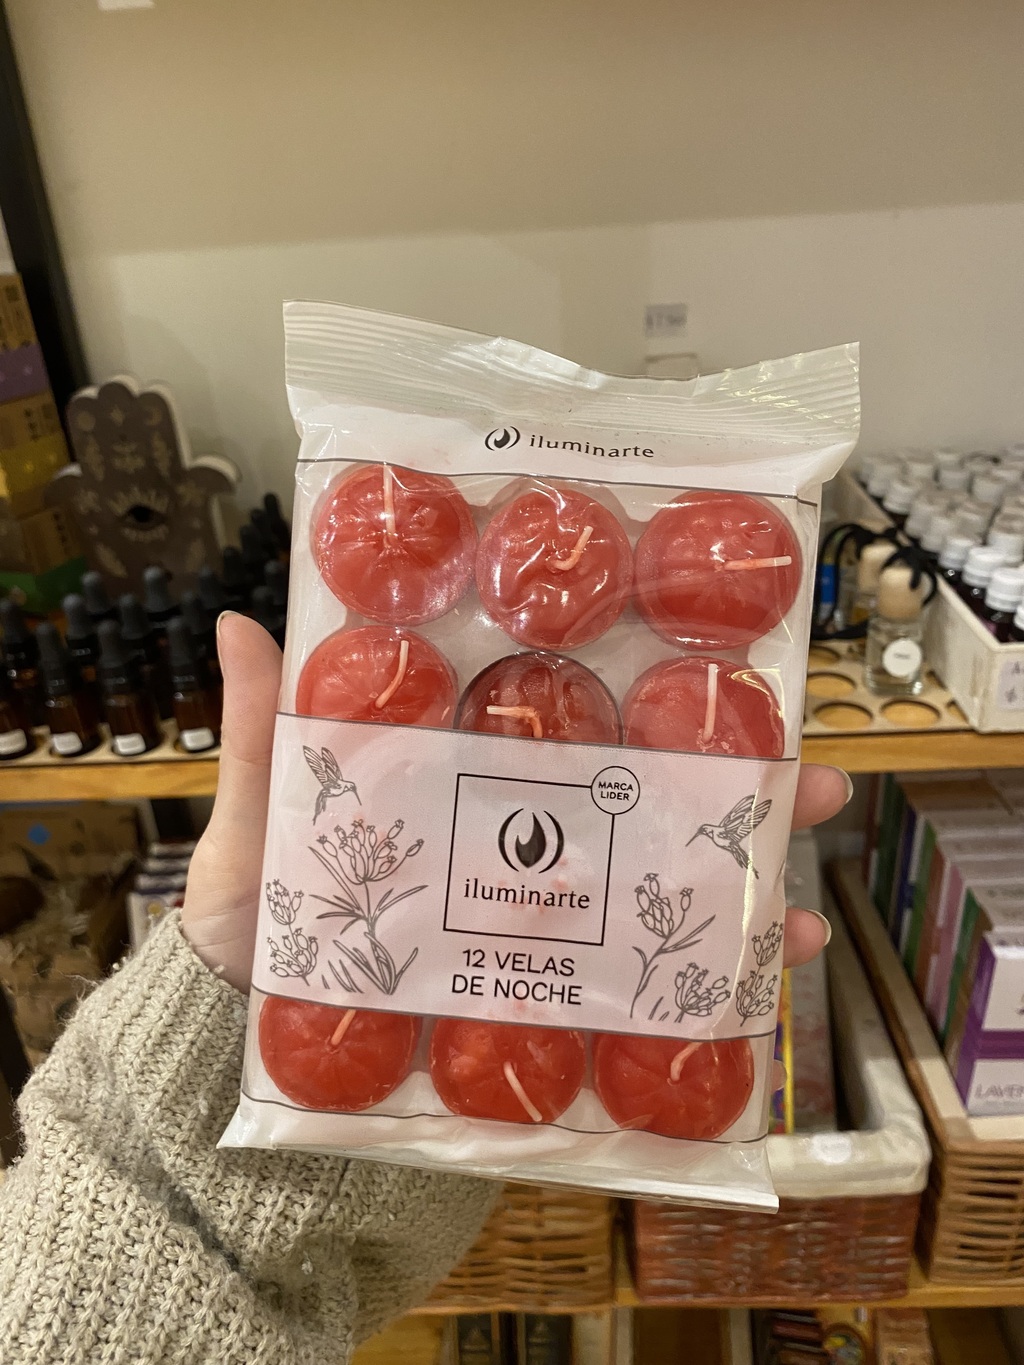 iluminarte
MARCA
LIDER
iluminarte
12 VELAS
DE NOCHE